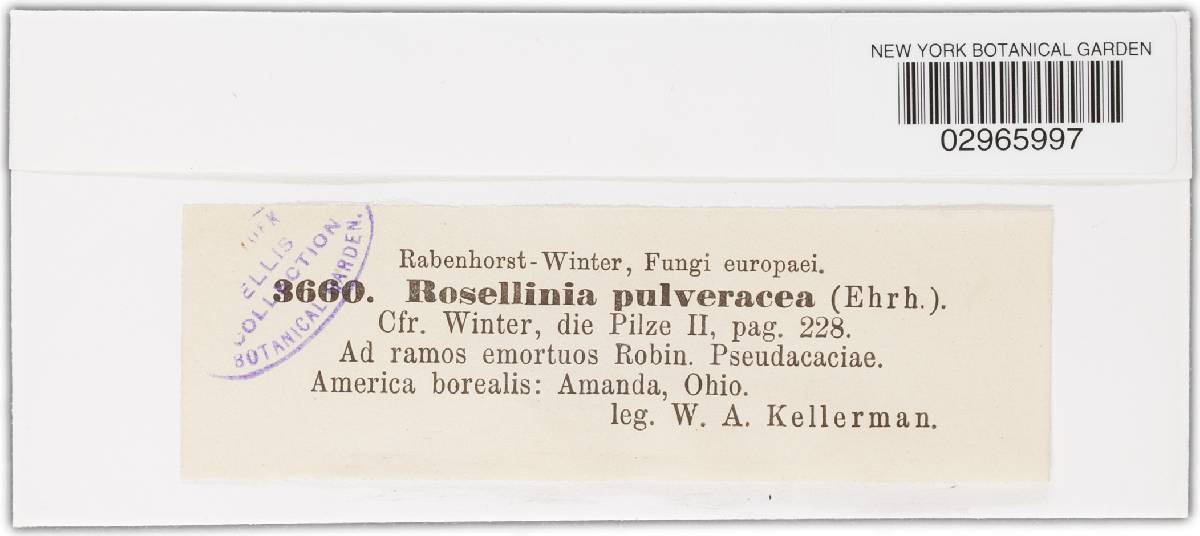 NEW YORK BOTANICAL GARDEN
02965997
ELLIS
COLLECTION
BOTANICAL GARDEN.
Rabenhorst-Winter, Fungi europaei.
3660. Rosellinia pulveracea (Ehrh.).
Cfr. Winter, die Pilze II, pag. 228.
Ad ramos emortuos Robin. Pseudacaciae.
America borealis: Amanda, Ohio.
leg. W. A. Kellerman.